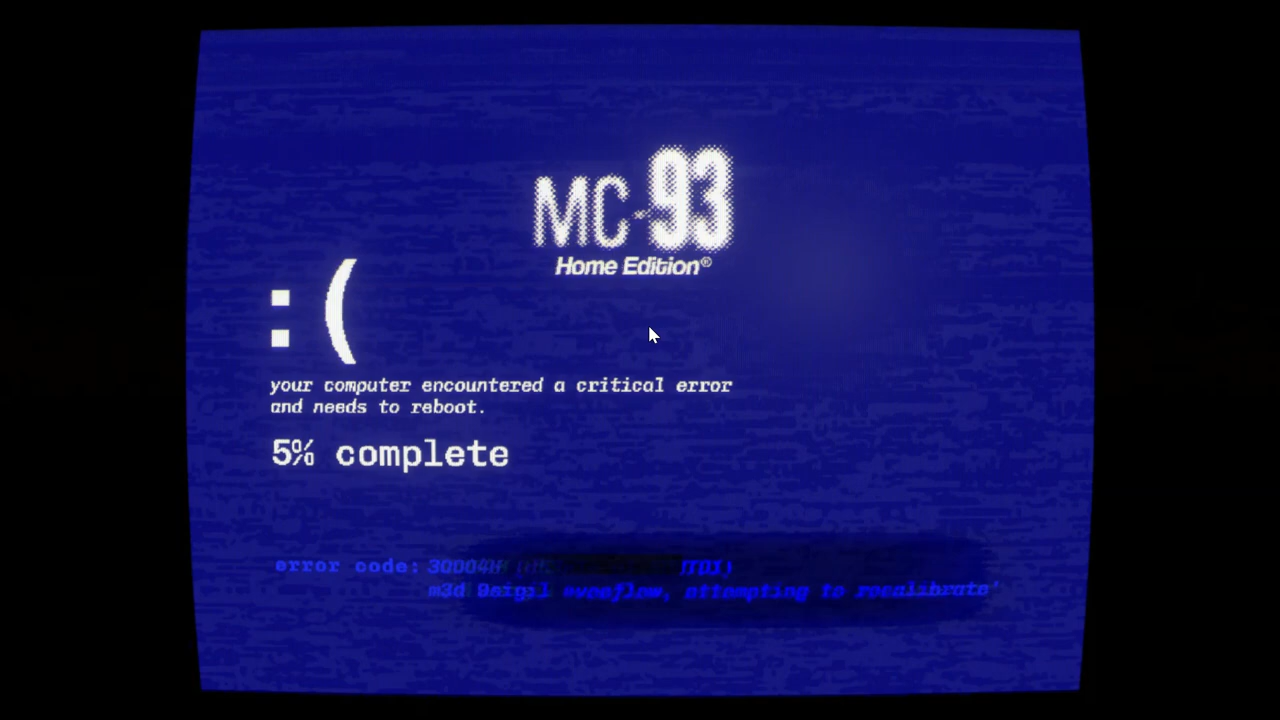 MC-93
Home Edition®
:(
your computer encountered a critical error
and needs to reboot.
5% complete
error code:
attempting to recalibrate'